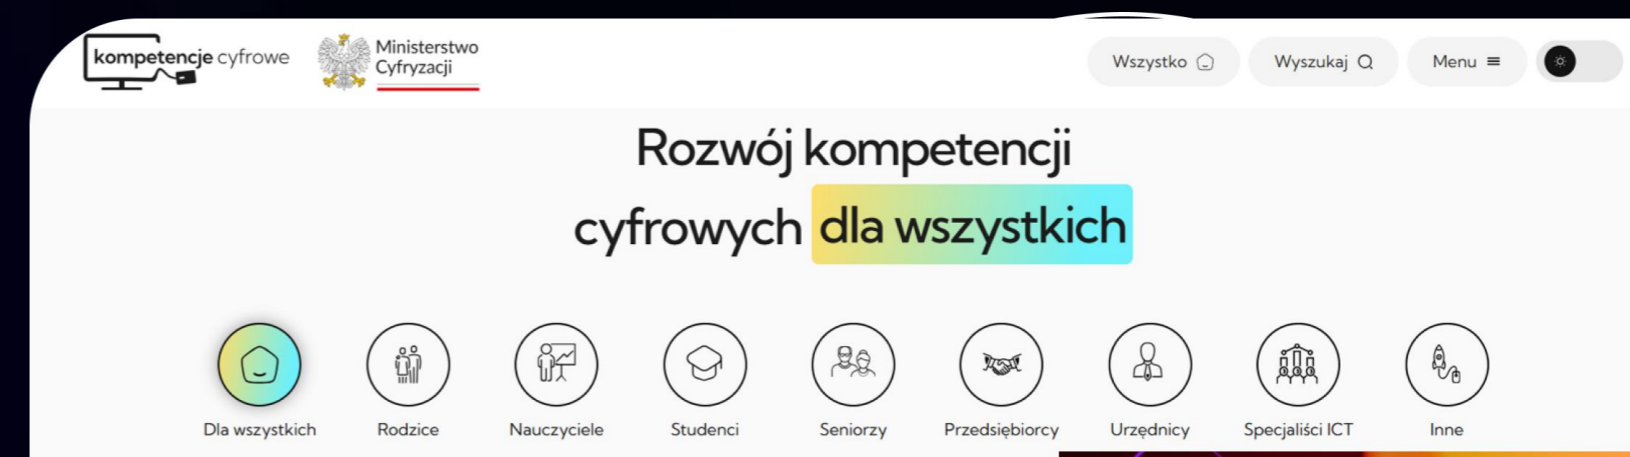 kompetencje cyfrowe
Ministerstwo
Cyfryzacji
Wszystko
Wyszukaj
Menu
Rozwój kompetencji
cyfrowych dla wszystkich
Dla wszystkich
Rodzice
Nauczyciele
Studenci
Seniorzy
Przedsiębiorcy
Urzędnicy
Specjaliści ICT
Inne